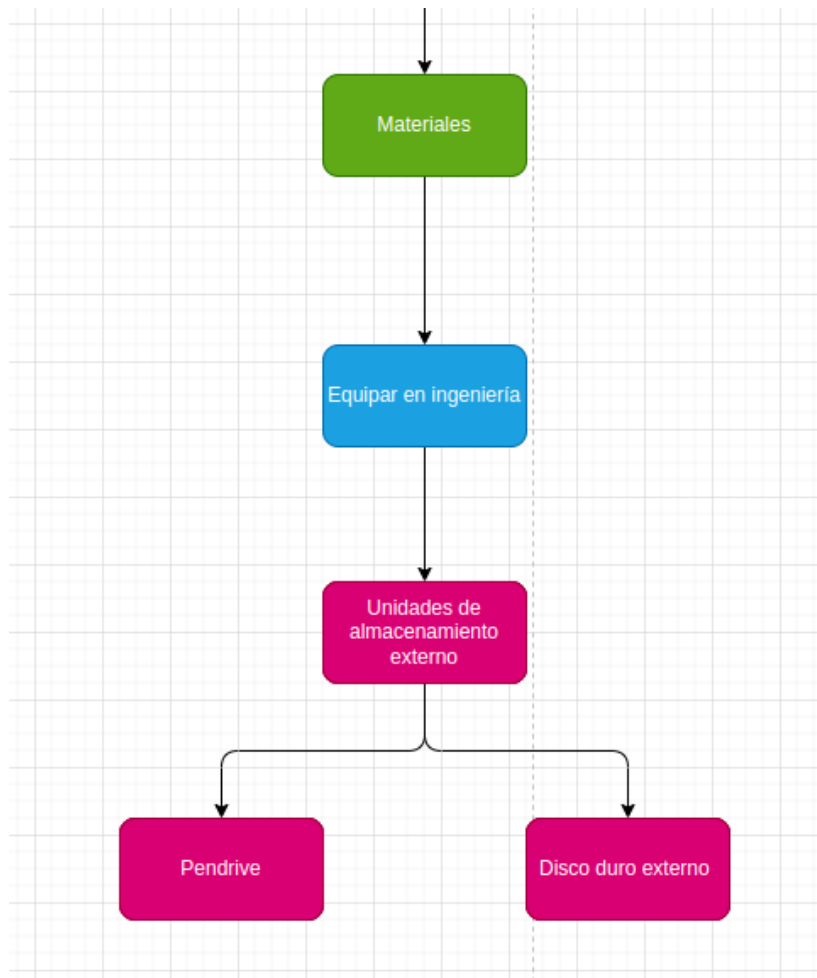 Materiales
Equipar en ingeniería
Unidades de
almacenamiento
externo
Pendrive
Disco duro externo